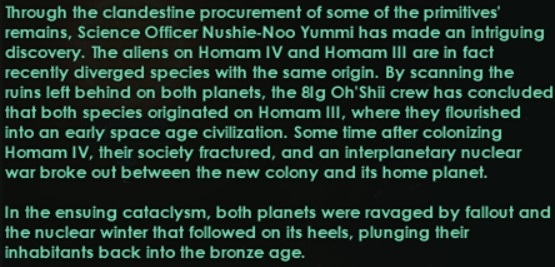 Through the clandestine procurement of some of the primitives'
remains, Science Officer Nushie-Noo Yummi has made an intriguing
discovery. The aliens on Homam IV and Homam III are in fact
recently diverged species with the same origin. By scanning the
ruins left behind on both planets, the 8lg Oh'Shii crew has concluded
that both species originated on Homam III, where they flourished
into an early space age civilization. Some time after colonizing
Homam IV, their society fractured, and an interplanetary nuclear
war broke out between the new colony and its home planet.

In the ensuing cataclysm, both planets were ravaged by fallout and
the nuclear winter that followed on its heels, plunging their
inhabitants back into the bronze age.